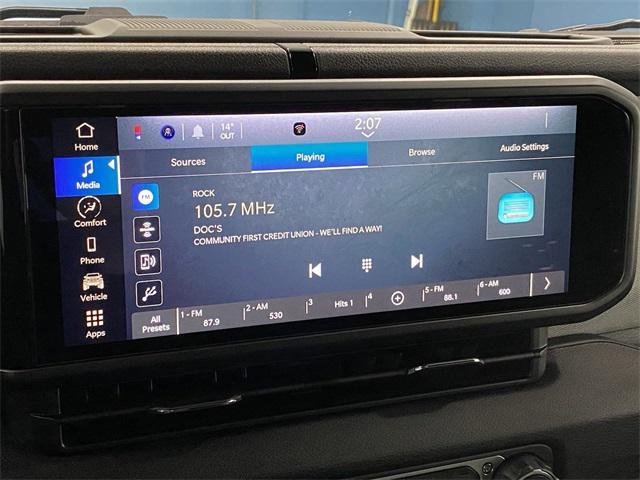 14°
OUT
2:07
Home
Media
Comfort
Phone
Vehicle
Apps
Sources
Playing
Browse
Audio Settings
FM
ROCK
105.7 MHz
DOC'S
COMMUNITY FIRST CREDIT UNION - WE'LL FIND A WAY!
FM
All
Presets
1 - FM
87.9
2 - AM
530
3
Hits 1
4
5 - FM
88.1
6 - AM
600